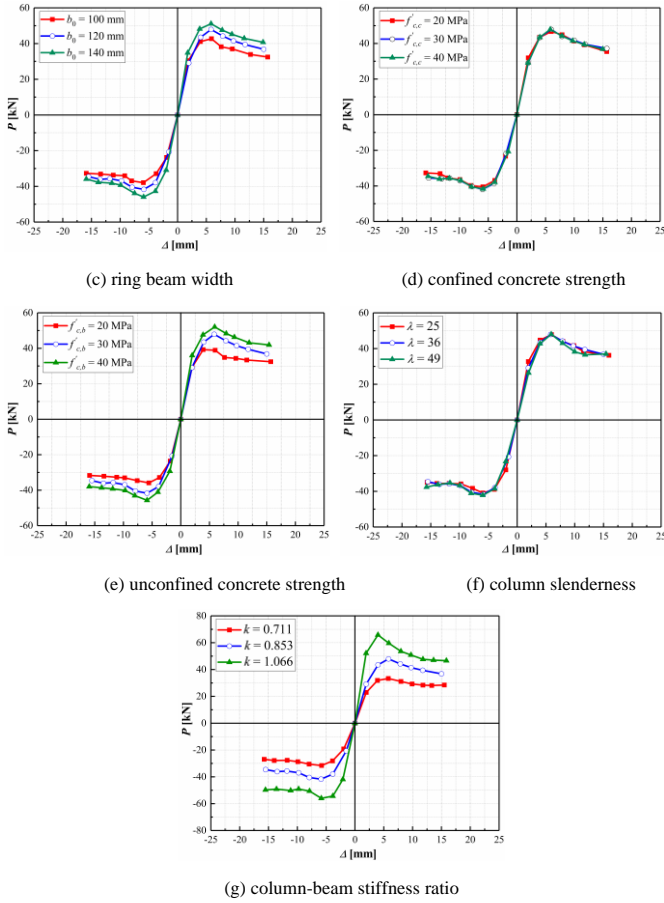 b₀ = 100 mm
b₀ = 120 mm
b₀ = 140 mm
60
40
20
0
-20
-40
-60
P [kN]
-25 -20 -15 -10 -5 0 5 10 15 20 25
Δ [mm]
f'c,c = 20 MPa
f'c,c = 30 MPa
f'c,c = 40 MPa
60
40
20
0
-20
-40
-60
P [kN]
-25 -20 -15 -10 -5 0 5 10 15 20 25
Δ [mm]
(c) ring beam width
(d) confined concrete strength
f'c,b = 20 MPa
f'c,b = 30 MPa
f'c,b = 40 MPa
60
40
20
0
-20
-40
-60
P [kN]
-25 -20 -15 -10 -5 0 5 10 15 20 25
Δ [mm]
λ = 25
λ = 36
λ = 49
60
40
20
0
-20
-40
-60
P [kN]
-25 -20 -15 -10 -5 0 5 10 15 20 25
Δ [mm]
(e) unconfined concrete strength
(f) column slenderness
k = 0.711
k = 0.853
k = 1.066
80
60
40
20
0
-20
-40
-60
-80
P [kN]
-25 -20 -15 -10 -5 0 5 10 15 20 25
Δ [mm]
(g) column-beam stiffness ratio